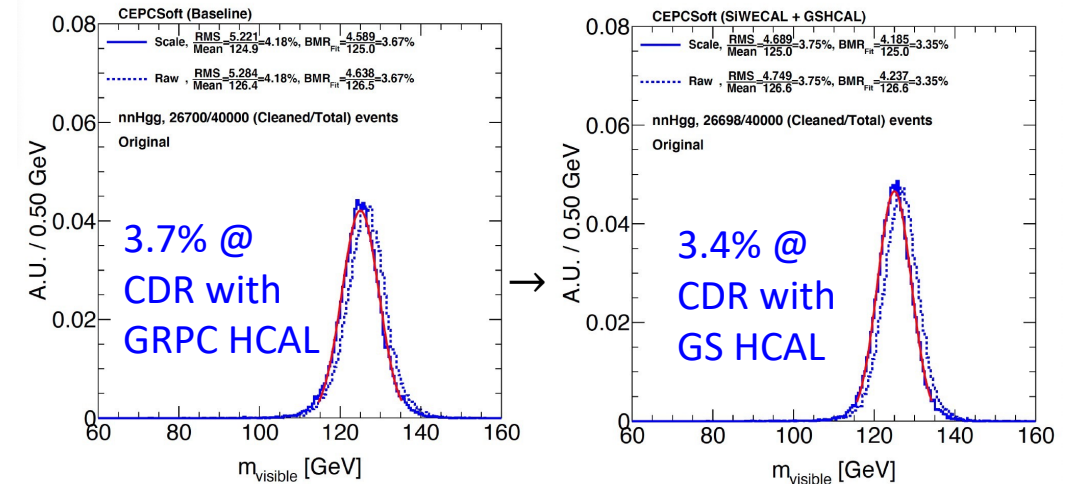 CEPCSoft (Baseline)
Scale, RMS/Mean=5.221/124.9=4.18%, BMR_Fit=4.589/125.0=3.67%
Raw , RMS/Mean=5.284/126.4=4.18%, BMR_Fit=4.638/126.5=3.67%
nnHgg, 26700/40000 (Cleaned/Total) events
Original
3.7% @
CDR with
GRPC HCAL
A.U. / 0.50 GeV
0.08
0.06
0.04
0.02
0
60 80 100 120 140 160
m_visible [GeV]
→
CEPCSoft (SiWECAL + GSHCAL)
Scale, RMS/Mean=4.689/125.0=3.75%, BMR_Fit=4.185/125.0=3.35%
Raw , RMS/Mean=4.749/126.6=3.75%, BMR_Fit=4.237/126.6=3.35%
nnHgg, 26698/40000 (Cleaned/Total) events
Original
3.4% @
CDR with
GS HCAL
A.U. / 0.50 GeV
0.08
0.06
0.04
0.02
0
60 80 100 120 140 160
m_visible [GeV]